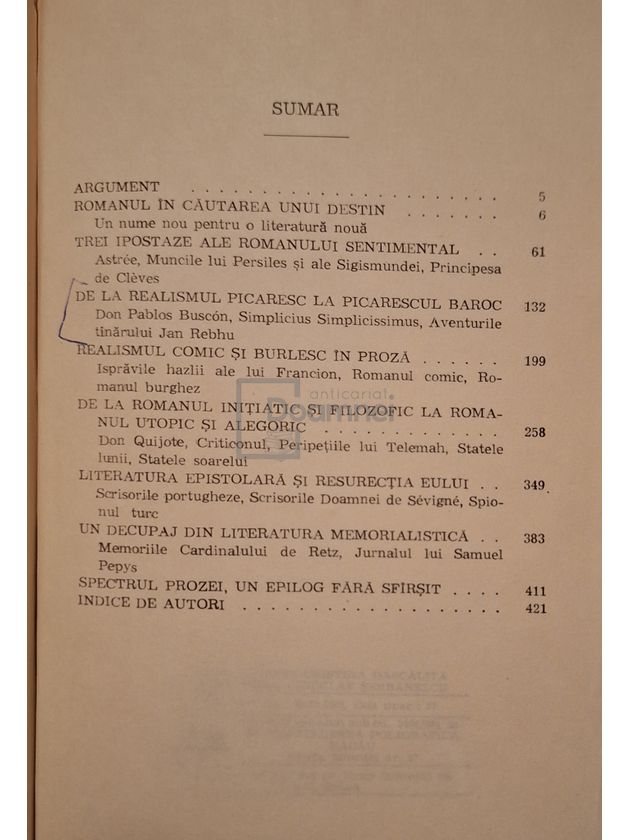 SUMAR
ARGUMENT . . . . . . . . . . . . . . . . . . . . . . 5
ROMANUL ÎN CĂUTAREA UNUI DESTIN . . . . . . . 6
Un nume nou pentru o literatură nouă
TREI IPOSTAZE ALE ROMANULUI SENTIMENTAL . . 61
Astrée, Muncile lui Persiles și ale Sigismundei, Principesa
de Clèves
DE LA REALISMUL PICARESC LA PICARESCUL BAROC 132
Don Pablos Buscón, Simplicius Simplicissimus, Aventurile
tînărului Jan Rebhu
REALISMUL COMIC ȘI BURLESC ÎN PROZĂ . . . . . . 199
Isprăvile hazlii ale lui Francion, Romanul comic, Ro-
manul burghez
anticariat
Doamnei
DE LA ROMANUL INIȚIATIC ȘI FILOZOFIC LA ROMA-
NUL UTOPIC ȘI ALEGORIC . . . . . . . . . . . . . . . 258
Don Quijote, Criticonul, Peripețiile lui Telemah, Statele
lunii, Statele soarelui
LITERATURA EPISTOLARĂ ȘI RESURECȚIA EULUI . . 349
Scrisorile portugheze, Scrisorile Doamnei de Sévigné, Spio-
nul turc
UN DECUPAJ DIN LITERATURA MEMORIALISTICĂ . . 383
Memoriile Cardinalului de Retz, Jurnalul lui Samuel
Pepys
SPECTRUL PROZEI, UN EPILOG FĂRĂ SFÎRȘIT . . . . 411
INDICE DE AUTORI . . . . . . . . . . . . . . . . . . . 421